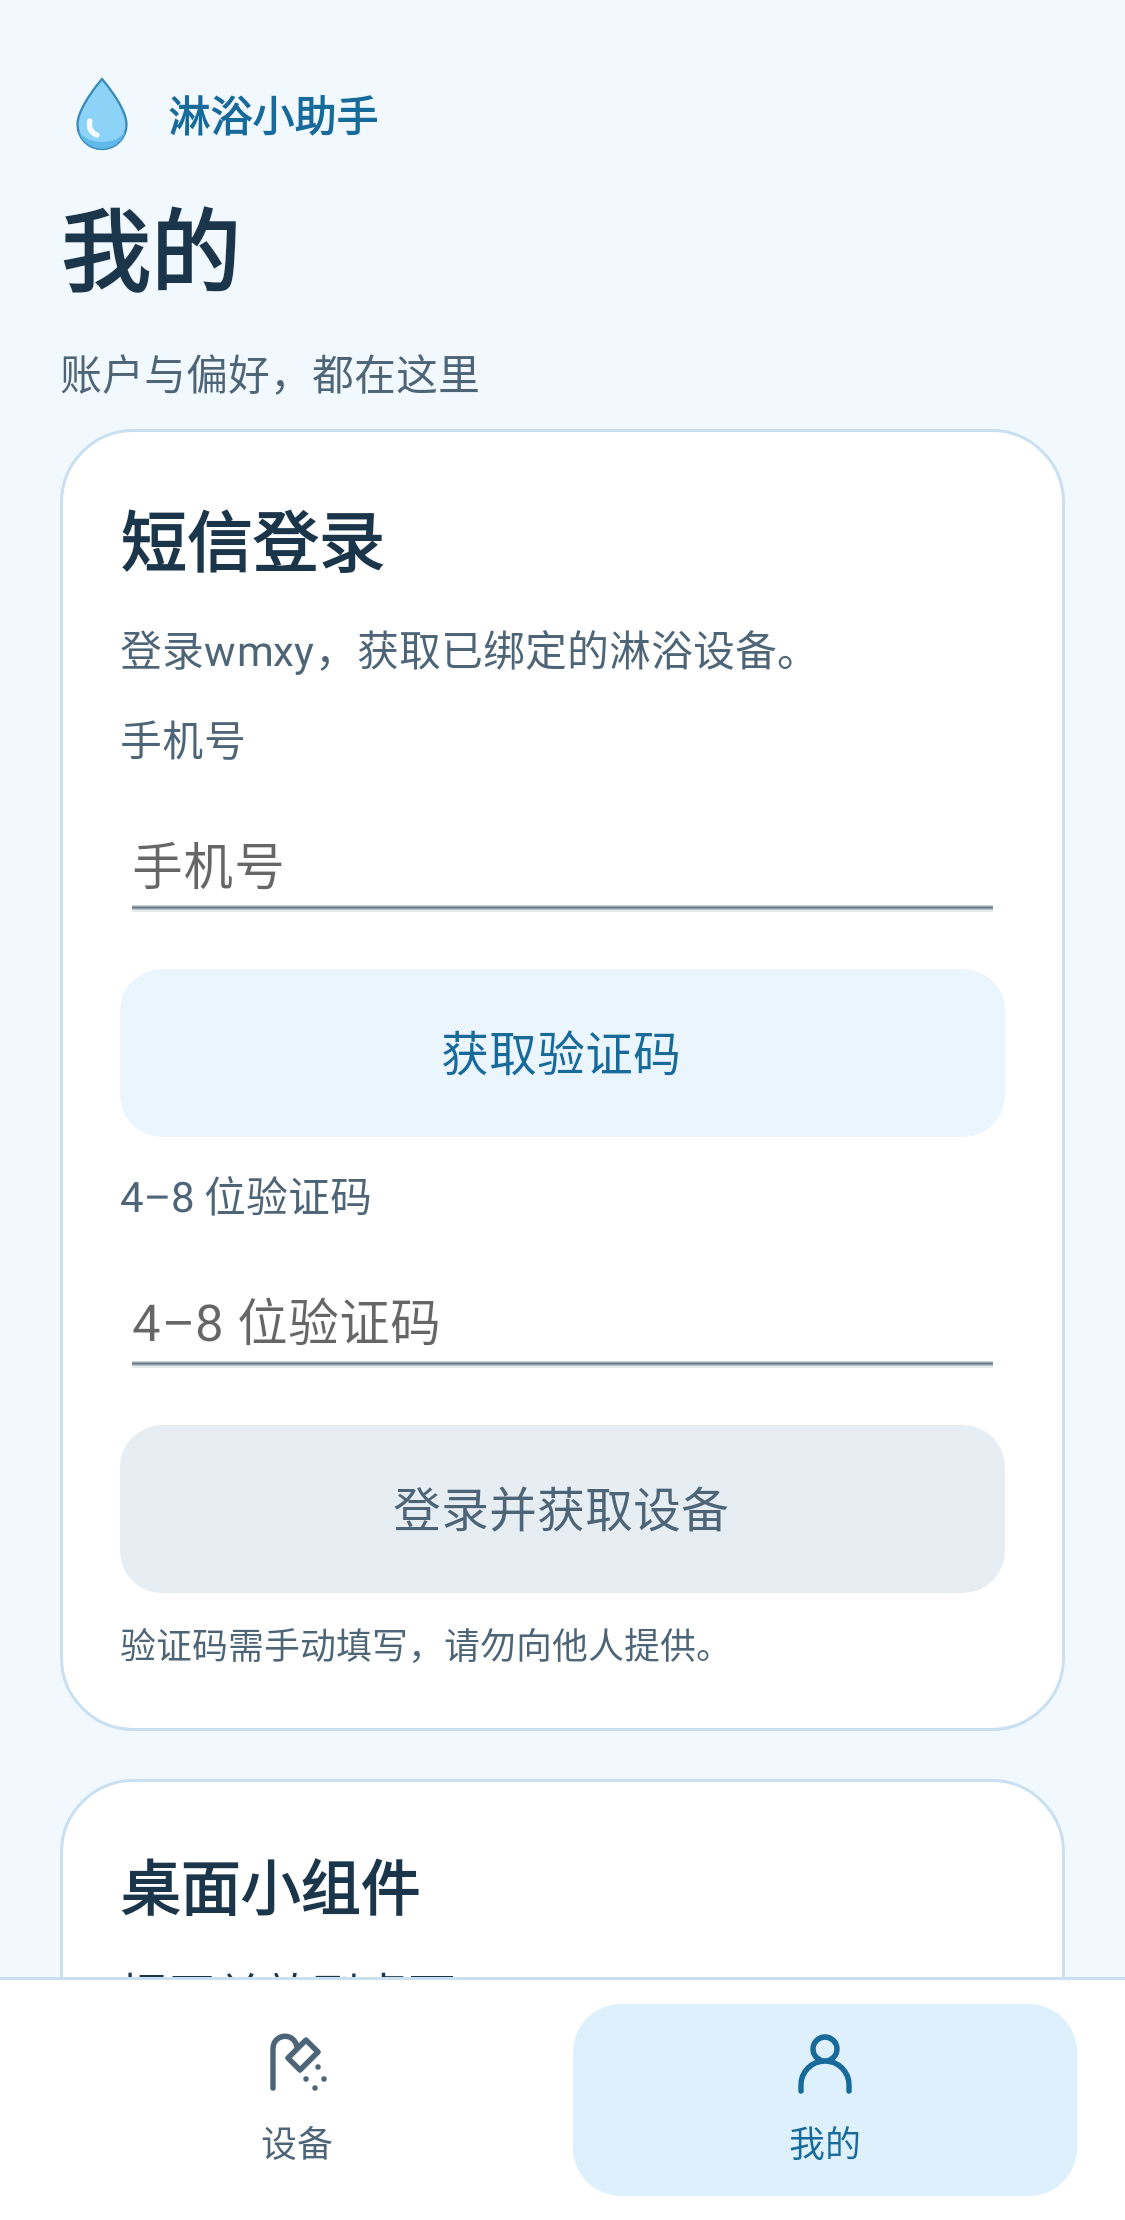 淋浴小助手
我的
账户与偏好，都在这里
短信登录
登录wmxy，获取已绑定的淋浴设备。
手机号
手机号
获取验证码
4–8 位验证码
4–8 位验证码
登录并获取设备
验证码需手动填写，请勿向他人提供。
桌面小组件
设备
我的